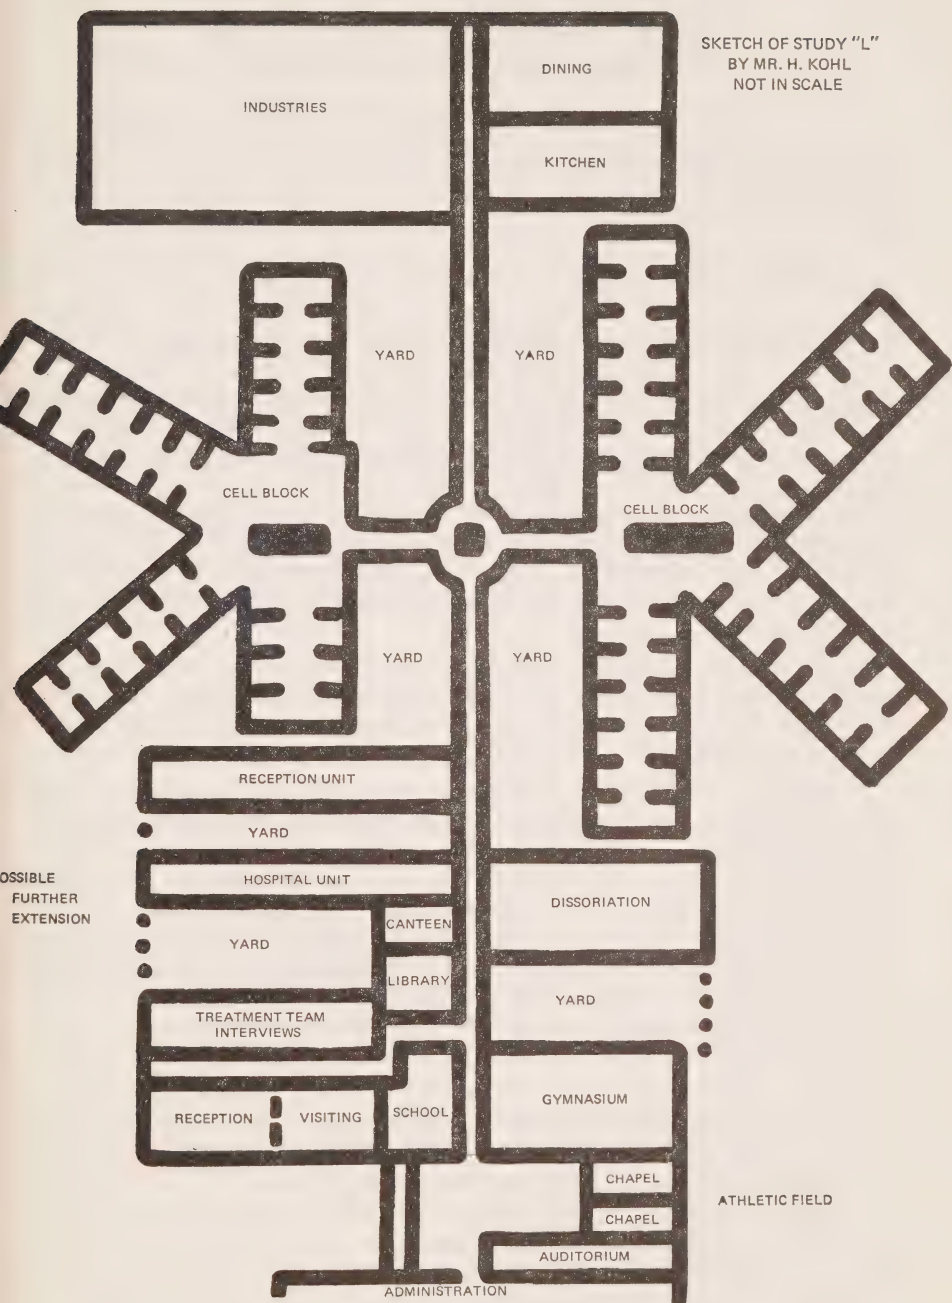 SKETCH OF STUDY "L"
BY MR. H. KOHL
NOT IN SCALE
DINING
INDUSTRIES
KITCHEN
YARD
YARD
CELL BLOCK
CELL BLOCK
YARD
YARD
RECEPTION UNIT
YARD
HOSPITAL UNIT
OSSIBLE
FURTHER
EXTENSION
DISSORIATION
CANTEEN
YARD
LIBRARY
YARD
TREATMENT TEAM
INTERVIEWS
GYMNASIUM
SCHOOL
RECEPTION
VISITING
CHAPEL
ATHLETIC FIELD
CHAPEL
AUDITORIUM
ADMINISTRATION